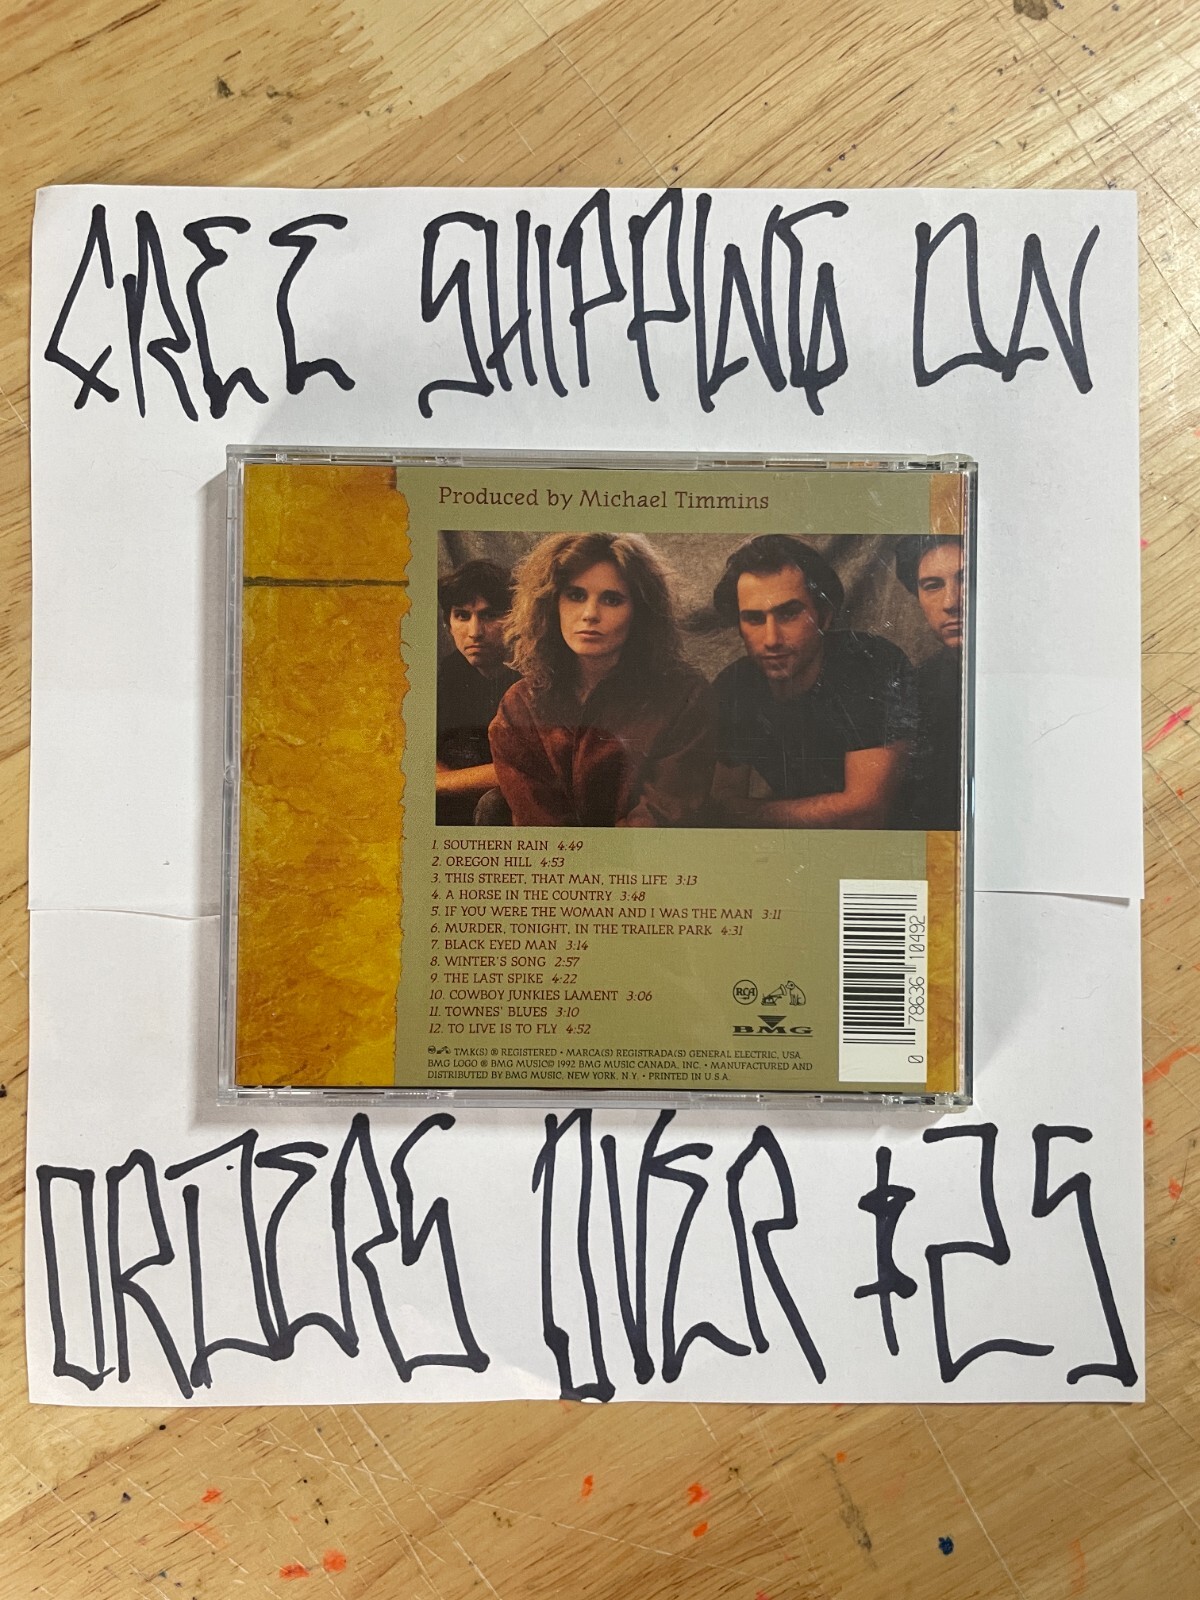 FREE SHIPPING ON
Produced by Michael Timmins
1. SOUTHERN RAIN 4:49
2. OREGON HILL 4:53
3. THIS STREET, THAT MAN, THIS LIFE 3:13
4. A HORSE IN THE COUNTRY 3:48
5. IF YOU WERE THE WOMAN AND I WAS THE MAN 3:11
6. MURDER, TONIGHT, IN THE TRAILER PARK 4:31
7. BLACK EYED MAN 3:14
8. WINTER'S SONG 2:57
9. THE LAST SPIKE 4:22
10. COWBOY JUNKIES LAMENT 3:06
11. TOWNES' BLUES 3:10
12. TO LIVE IS TO FLY 4:52
RCA
BMG
TMK(S) ® REGISTERED • MARCA(S) REGISTRADA(S) GENERAL ELECTRIC, USA.
BMG LOGO ® BMG MUSIC© 1992 BMG MUSIC CANADA, INC. • MANUFACTURED AND
DISTRIBUTED BY BMG MUSIC, NEW YORK, N.Y. • PRINTED IN U.S.A.
0 78636 10492
ORDERS OVER $25